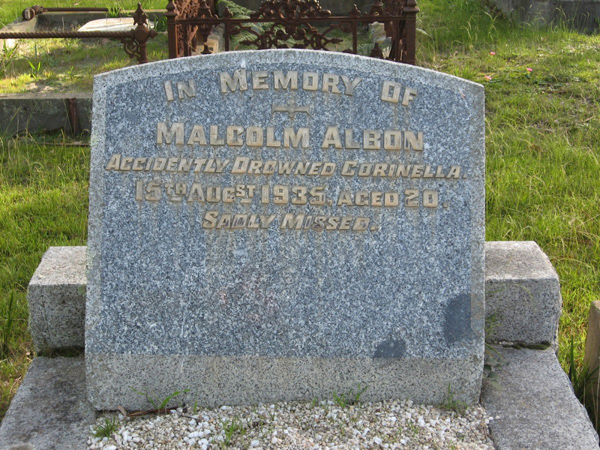 IN MEMORY OF
MALCOLM ALBON
ACCIDENTLY DROWNED CORINELLA.
15TH AUGST 1935. AGED 20.
SADLY MISSED.